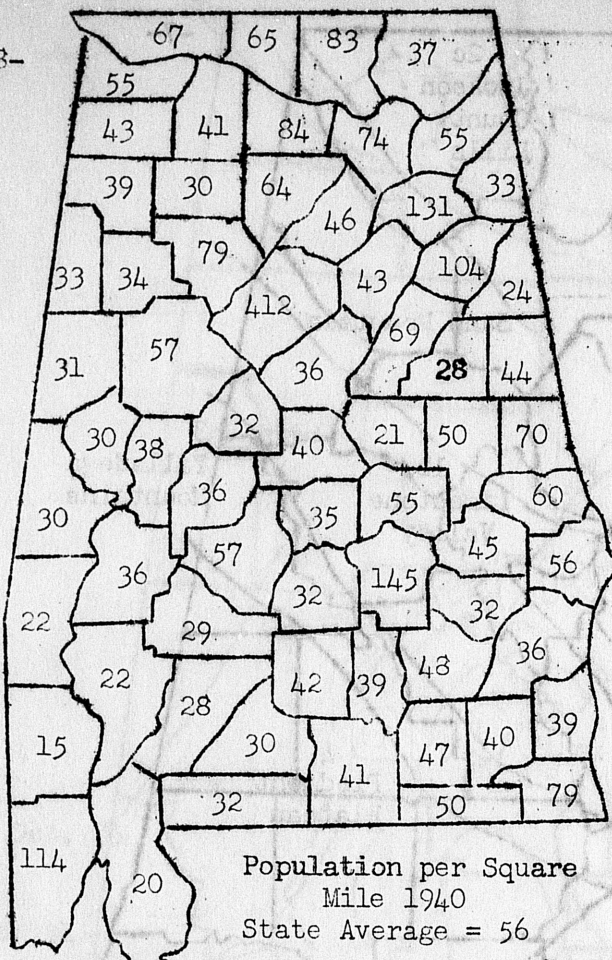 3-
67 65 83 37
55
43 41 84 74 55
39 30 64 46 131 33
33 34 79 412 43 104 24
31 57 36 69 28 44
30 38 32 40 21 50 70
30 36 57 35 55 45 60
36 32 145 56
22 29 32 36
22 28 42 39 48
15 30 41 47 40 39
32 50 79
114 20
Population per Square
Mile 1940
State Average = 56